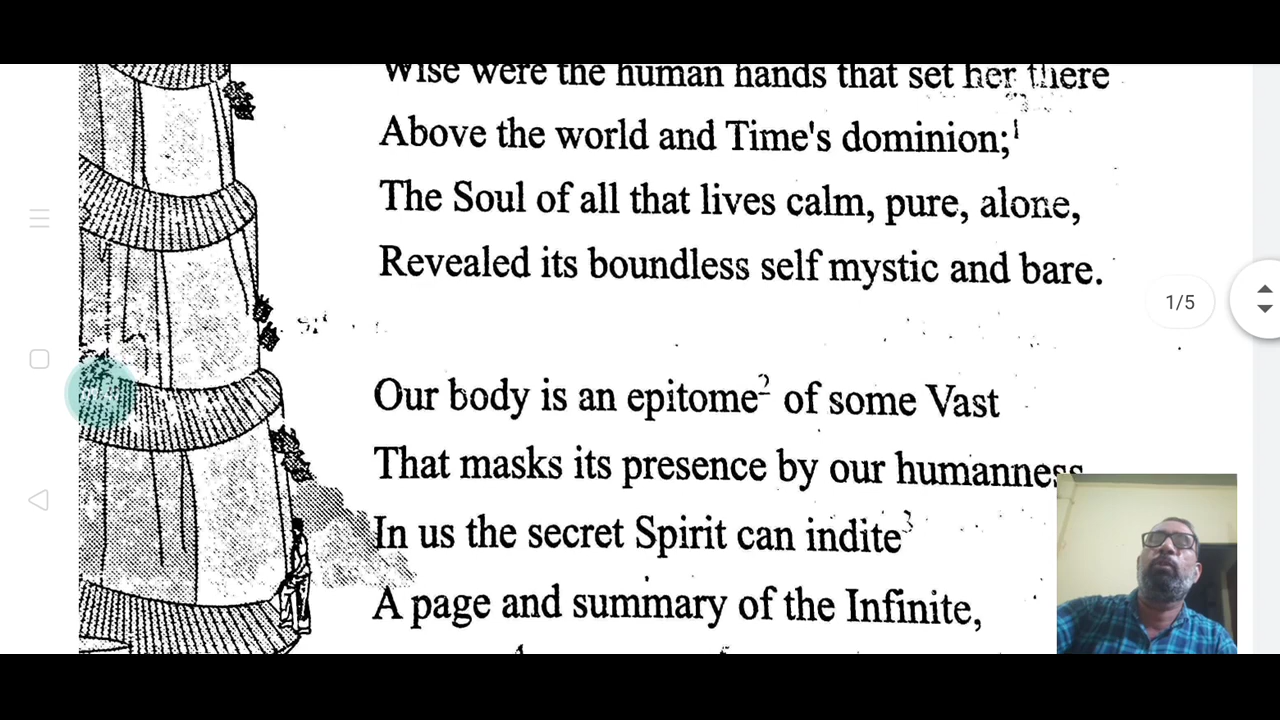 Wise were the human hands that set her there
Above the world and Time's dominion;¹
The Soul of all that lives calm, pure, alone,
Revealed its boundless self mystic and bare.
1/5
Our body is an epitome² of some Vast
That masks its presence by our humanness
In us the secret Spirit can indite³
A page and summary of the Infinite,